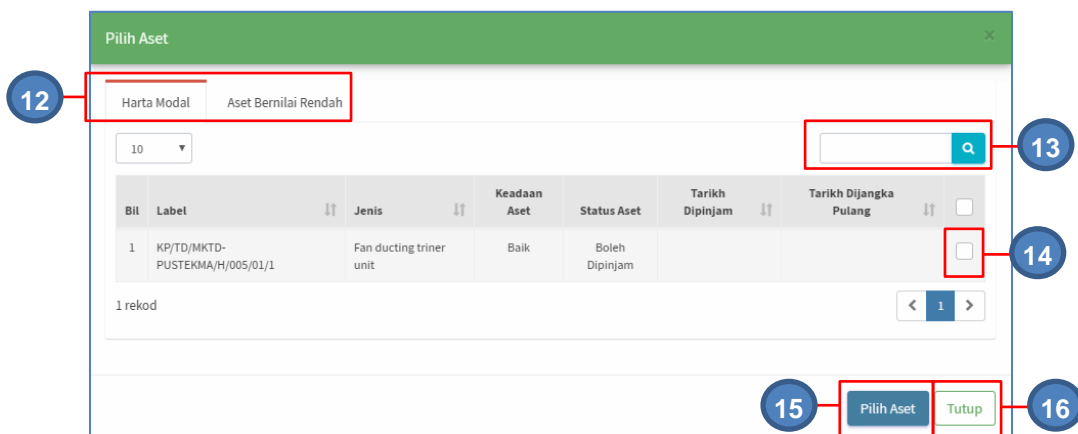 Pilih Aset ×
12
Harta Modal Aset Bernilai Rendah
10
13
Bil Label Jenis Keadaan Aset Status Aset Tarikh Dipinjam Tarikh Dijangka Pulang
1 KP/TD/MKTD-PUSTEKMA/H/005/01/1 Fan ducting triner unit Baik Boleh Dipinjam
14
1 rekod < 1 >
15 Pilih Aset Tutup 16